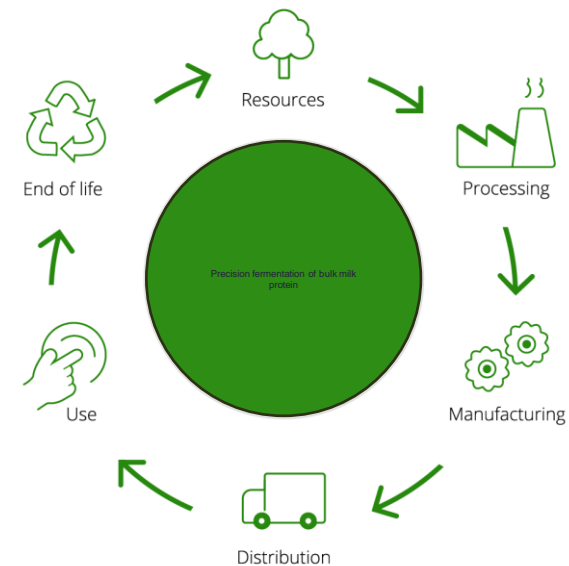 Resources
End of life
Processing
Precision fermentation of bulk milk
protein
Use
Manufacturing
Distribution